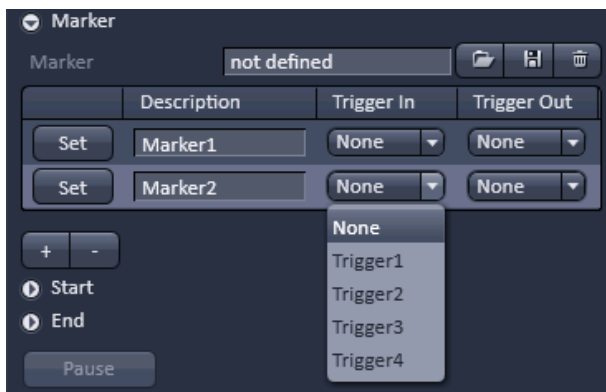 Marker
Marker not defined
Description Trigger In Trigger Out
Set Marker1 None None
Set Marker2 None None
None
Trigger1
Trigger2
Trigger3
Trigger4
+ -
Start
End
Pause